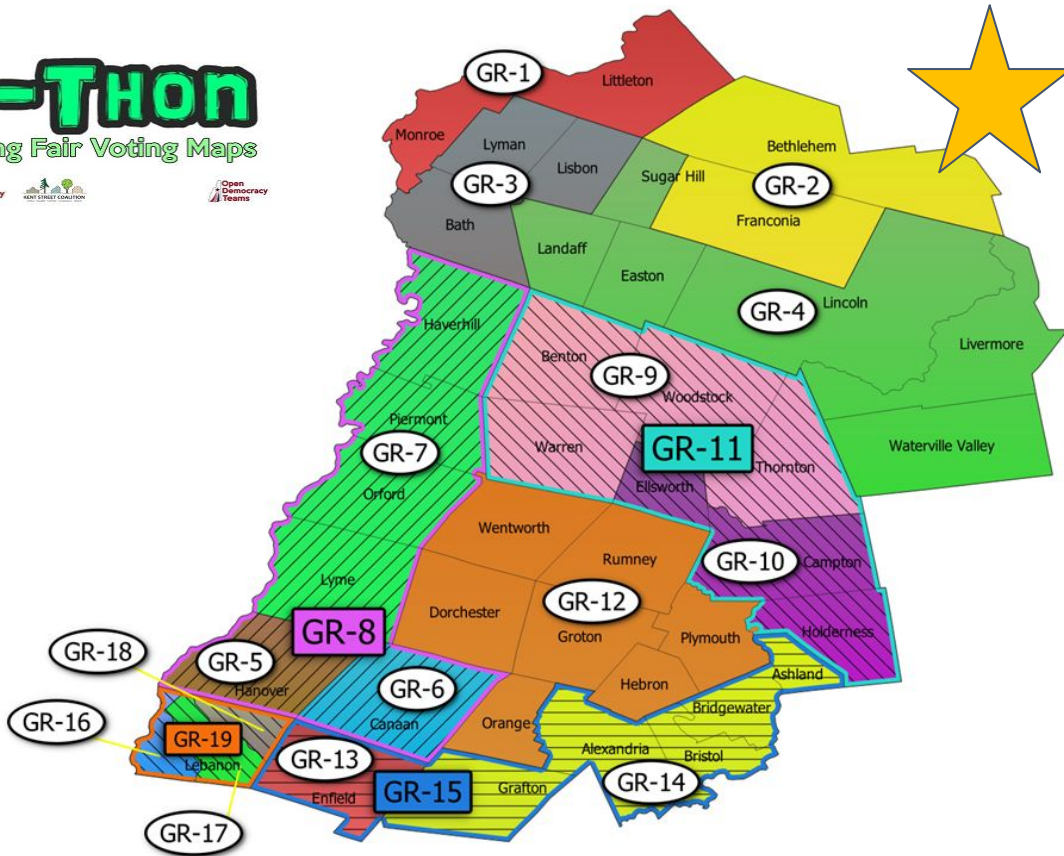 -THON
ng Fair Voting Maps
KENT STREET COALITION
Open
Democracy
Teams
GR-1
Littleton
Monroe
Lyman
Bethlehem
Lisbon
Sugar Hill
GR-3
GR-2
Franconia
Bath
Landaff
Easton
Lincoln
GR-4
Haverhill
Livermore
Benton
GR-9
Woodstock
Piermont
Warren
GR-11
Waterville Valley
GR-7
Thornton
Ellsworth
Orford
Wentworth
Rumney
GR-10
Campton
Lyme
GR-12
Dorchester
GR-8
Groton
Plymouth
Holderness
GR-18
GR-5
Ashland
Hanover
GR-6
Hebron
Bridgewater
GR-16
Canaan
Orange
GR-19
Alexandria
Bristol
Lebanon
GR-13
GR-14
Enfield
GR-15
Grafton
GR-17